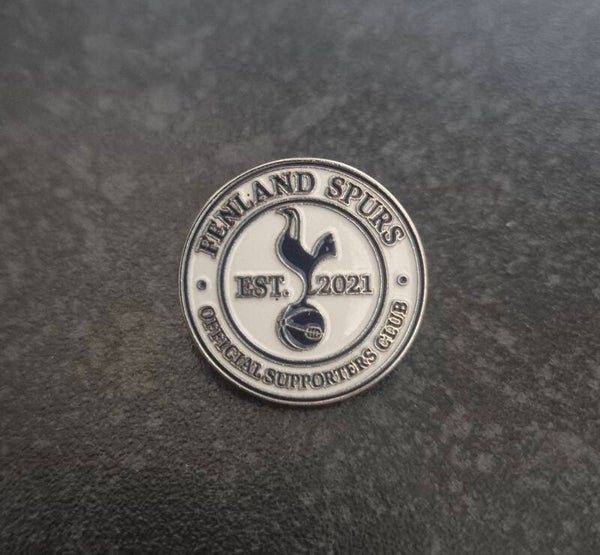 FENLAND SPURS
EST. 2021
OFFICIAL SUPPORTERS CLUB